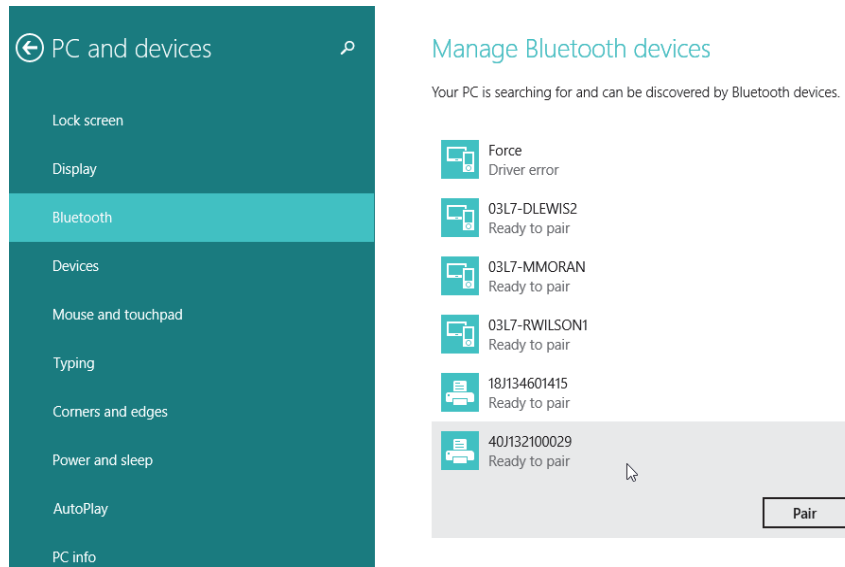 PC and devices
Lock screen
Display
Bluetooth
Devices
Mouse and touchpad
Typing
Corners and edges
Power and sleep
AutoPlay
PC info
Manage Bluetooth devices
Your PC is searching for and can be discovered by Bluetooth devices.
Force
Driver error
03L7-DLEWIS2
Ready to pair
03L7-MMORAN
Ready to pair
03L7-RWILSON1
Ready to pair
18J134601415
Ready to pair
40J132100029
Ready to pair
Pair